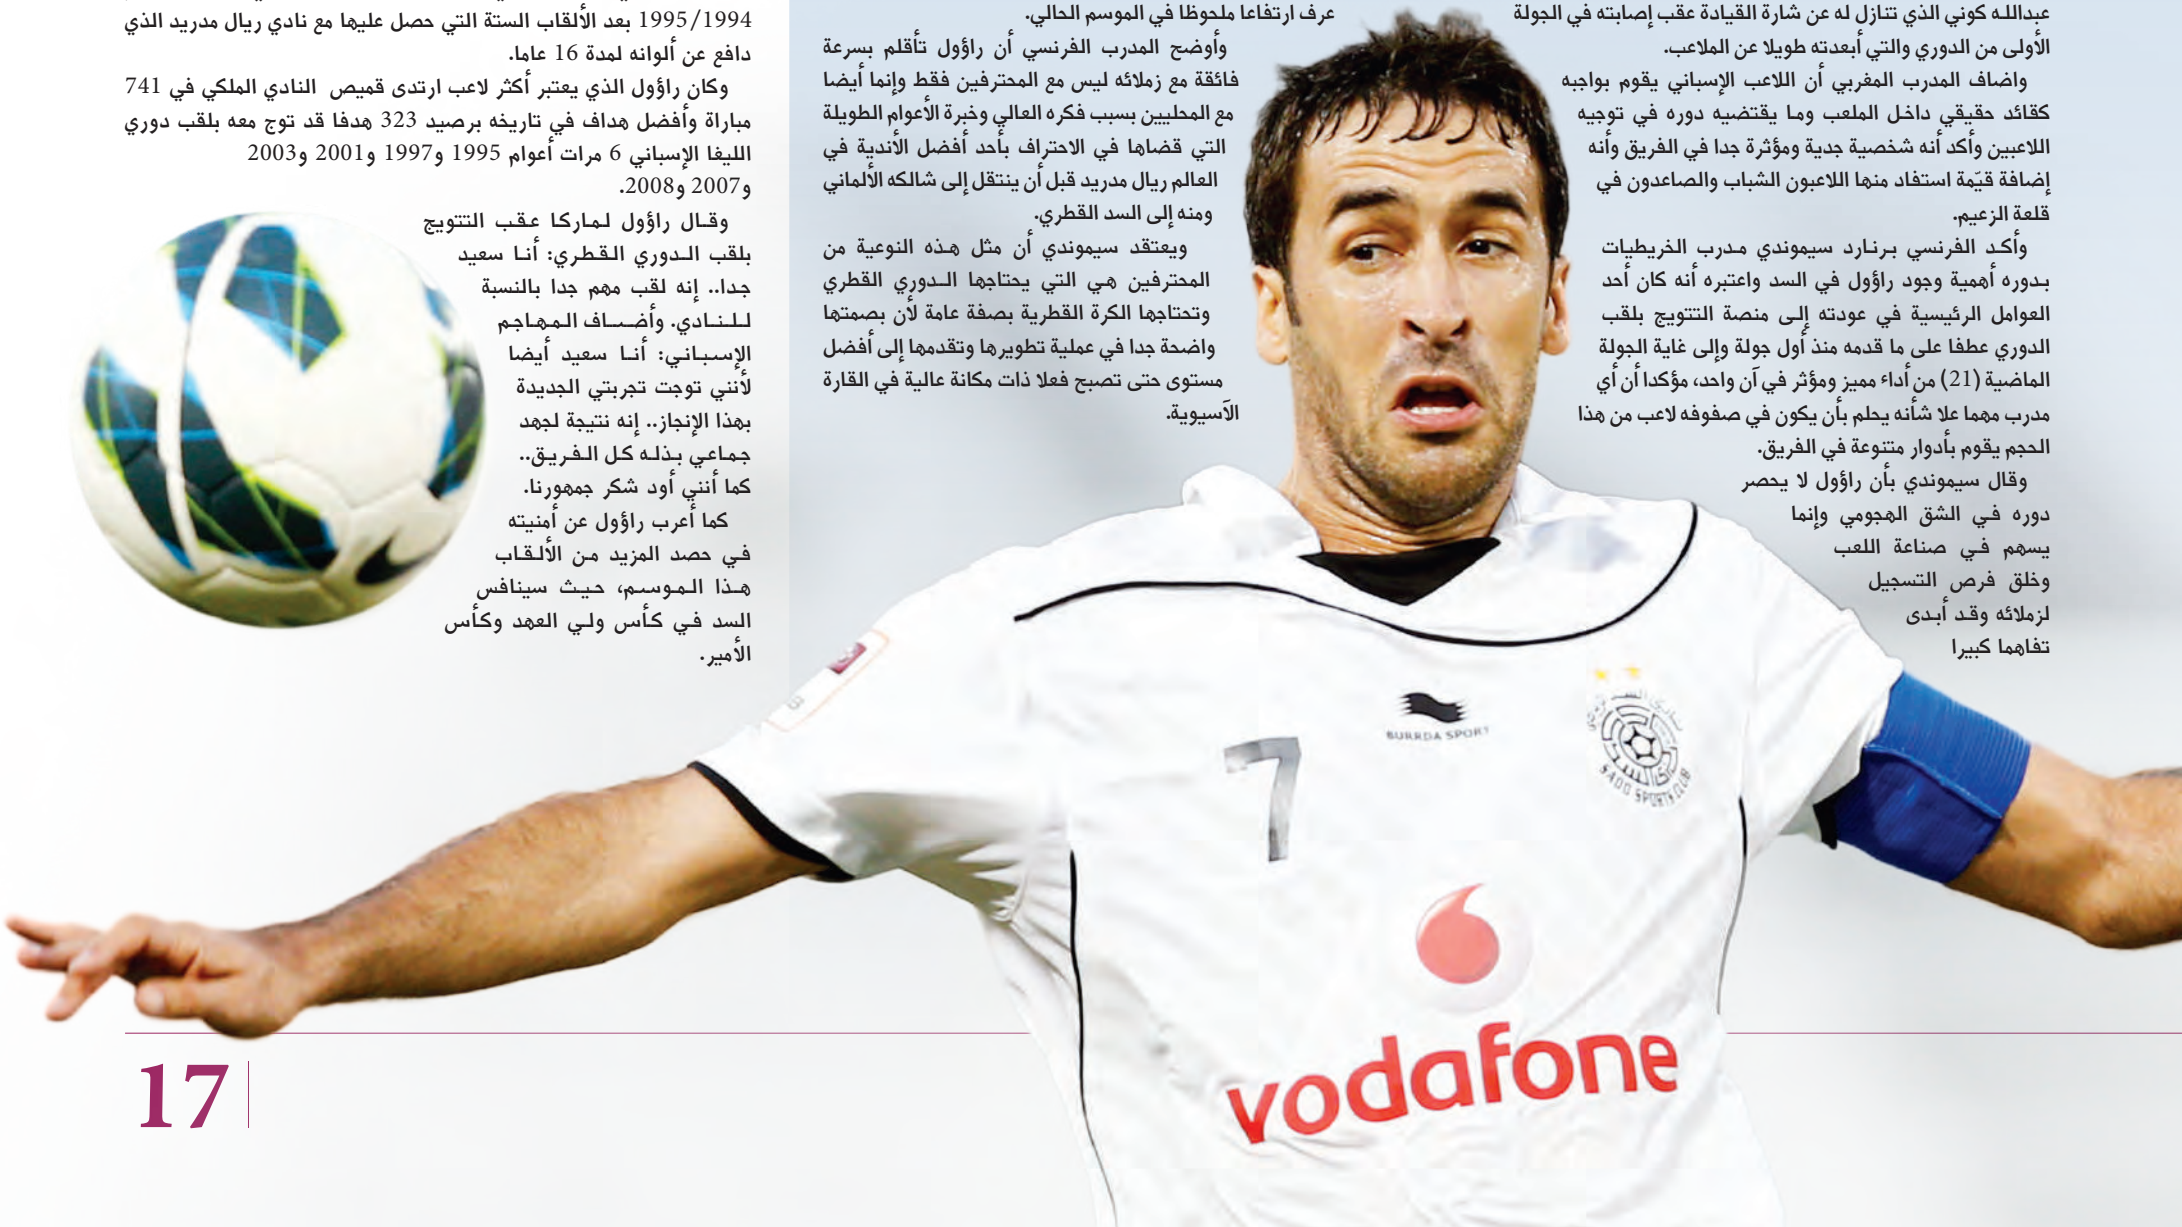 عبدالله كوني الذي تنازل له عن شارة القيادة عقب إصابته في الجولة
الأولى من الدوري والتي أبعدته طويلا عن الملاعب.
واضاف المدرب المغربي أن اللاعب الإسباني يقوم بواجبه
كقائد حقيقي داخل الملعب وما يقتضيه دوره في توجيه
اللاعبين وأكد أنه شخصية جدية ومؤثرة جدا في الفريق وأنه
إضافة قيّمة استفاد منها اللاعبون الشباب والصاعدون في
قلعة الزعيم.
وأكد الفرنسي برنارد سيموندي مدرب الخريطيات
بدوره أهمية وجود راؤول في السد واعتبره أنه كان أحد
العوامل الرئيسية في عودته إلى منصة التتويج بلقب
الدوري عطفا على ما قدمه منذ أول جولة وإلى غاية الجولة
الماضية (21) من أداء مميز ومؤثر في آن واحد، مؤكدا أن أي
مدرب مهما علا شأنه يحلم بأن يكون في صفوفه لاعب من هذا
الحجم يقوم بأدوار متنوعة في الفريق.
وقال سيموندي بأن راؤول لا يحصر
دوره في الشق الهجومي وإنما
يسهم في صناعة اللعب
وخلق فرص التسجيل
لزملائه وقد أبدى
تفاهما كبيرا
عرف ارتفاعا ملحوظا في الموسم الحالي.
وأوضح المدرب الفرنسي أن راؤول تأقلم بسرعة
فائقة مع زملائه ليس مع المحترفين فقط وإنما أيضا
مع المحليين بسبب فكره العالي وخبرة الأعوام الطويلة
التي قضاها في الاحتراف بأحد أفضل الأندية في
العالم ريال مدريد قبل أن ينتقل إلى شالكه الألماني
ومنه إلى السد القطري.
ويعتقد سيموندي أن مثل هذه النوعية من
المحترفين هي التي يحتاجها الدوري القطري
وتحتاجها الكرة القطرية بصفة عامة لأن بصمتها
واضحة جدا في عملية تطويرها وتقدمها إلى أفضل
مستوى حتى تصبح فعلا ذات مكانة عالية في القارة
الآسيوية.
1995/1994 بعد الألقاب الستة التي حصل عليها مع نادي ريال مدريد الذي
دافع عن ألوانه لمدة 16 عاما.
وكان راؤول الذي يعتبر أكثر لاعب ارتدى قميص النادي الملكي في 741
مباراة وأفضل هداف في تاريخه برصيد 323 هدفا قد توج معه بلقب دوري
الليغا الإسباني 6 مرات أعوام 1995 و1997 و2001 و2003
و2007 و2008.
وقال راؤول لماركا عقب التتويج
بلقب الدوري القطري: أنا سعيد
جدا.. إنه لقب مهم جدا بالنسبة
للنادي. وأضاف المهاجم
الإسباني: أنا سعيد أيضا
لأنني توجت تجربتي الجديدة
بهذا الإنجاز.. إنه نتيجة لجهد
جماعي بذله كل الفريق..
كما أنني أود شكر جمهورنا.
كما أعرب راؤول عن أمنيته
في حصد المزيد من الألقاب
هذا الموسم، حيث سينافس
السد في كأس ولي العهد وكأس
الأمير.
BURRDA SPORT
SADD SPORTS CLUB
7
vodafone
17